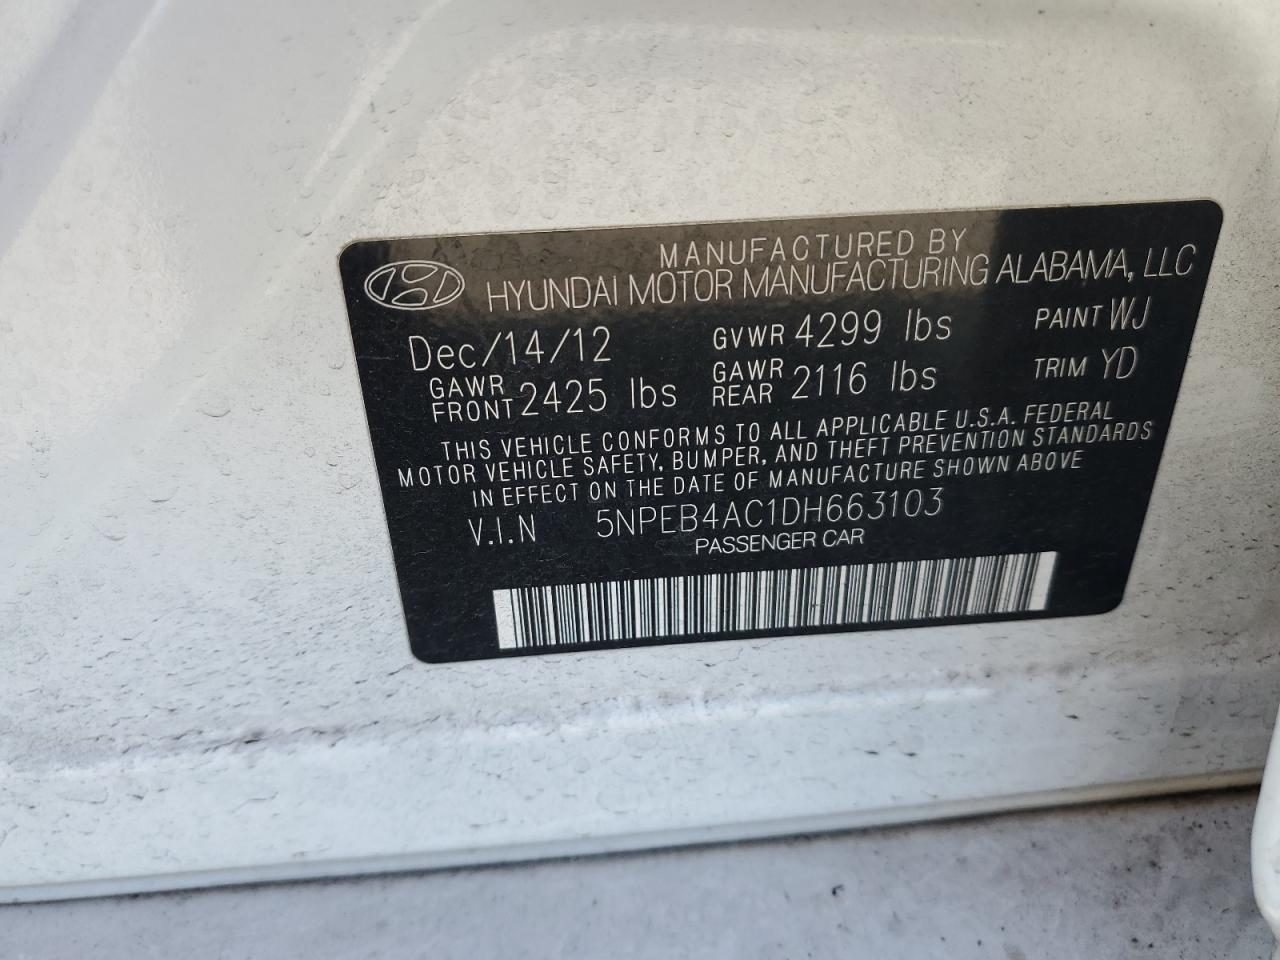 MANUFACTURED BY
HYUNDAI MOTOR MANUFACTURING ALABAMA, LLC
Dec/14/12 GVWR 4299 lbs PAINT WJ
GAWR FRONT 2425 lbs GAWR REAR 2116 lbs TRIM YD
THIS VEHICLE CONFORMS TO ALL APPLICABLE U.S.A. FEDERAL
MOTOR VEHICLE SAFETY, BUMPER, AND THEFT PREVENTION STANDARDS
IN EFFECT ON THE DATE OF MANUFACTURE SHOWN ABOVE
V.I.N 5NPEB4AC1DH663103
PASSENGER CAR